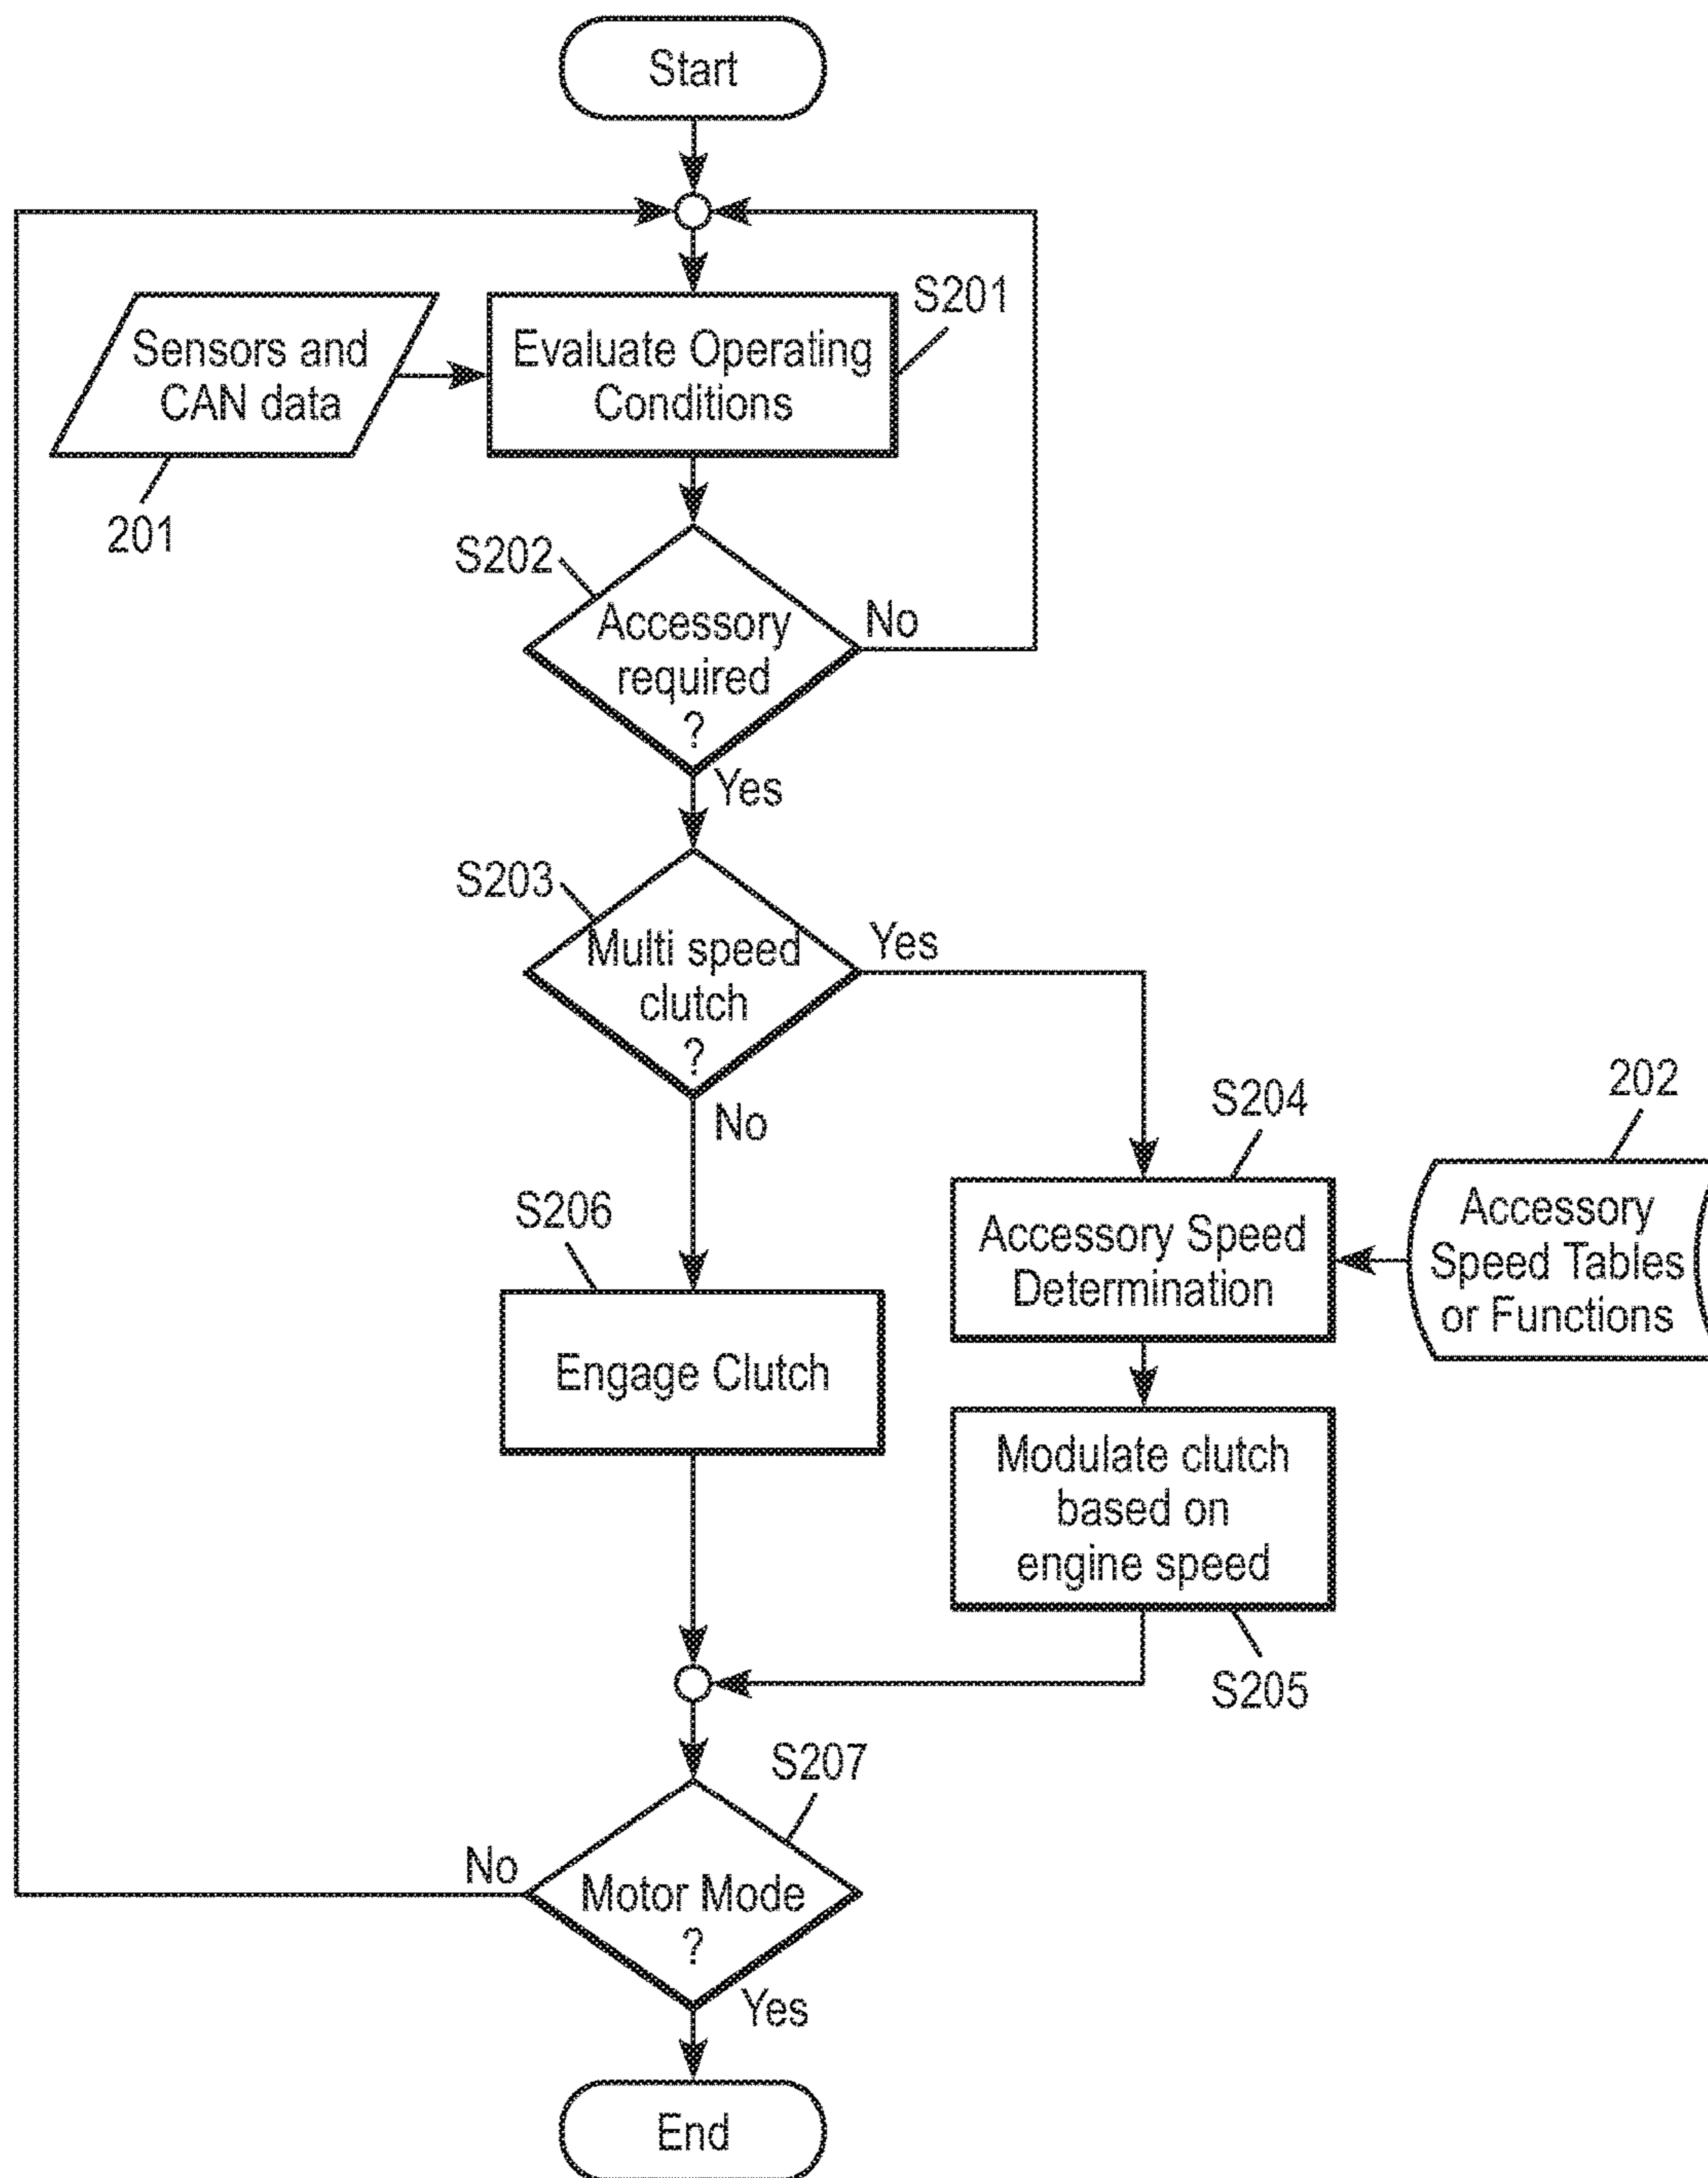 Start
S201
Sensors and
CAN data
Evaluate Operating
Conditions
201
S202
Accessory
required
?
No
Yes
S203
Multi speed
clutch
?
Yes
No
202
S204
S206
Accessory Speed
Determination
Accessory
Speed Tables
or Functions
Engage Clutch
Modulate clutch
based on
engine speed
S205
S207
No
Motor Mode
?
Yes
End